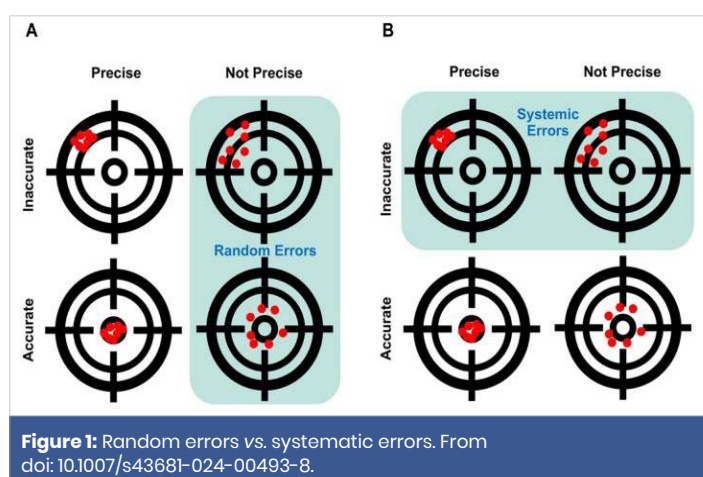 A
B
Precise
Not Precise
Precise
Not Precise
Inaccurate
Inaccurate
Systemic
Errors
Random Errors
Accurate
Accurate
Figure 1: Random errors vs. systematic errors. From
doi: 10.1007/s43681-024-00493-8.